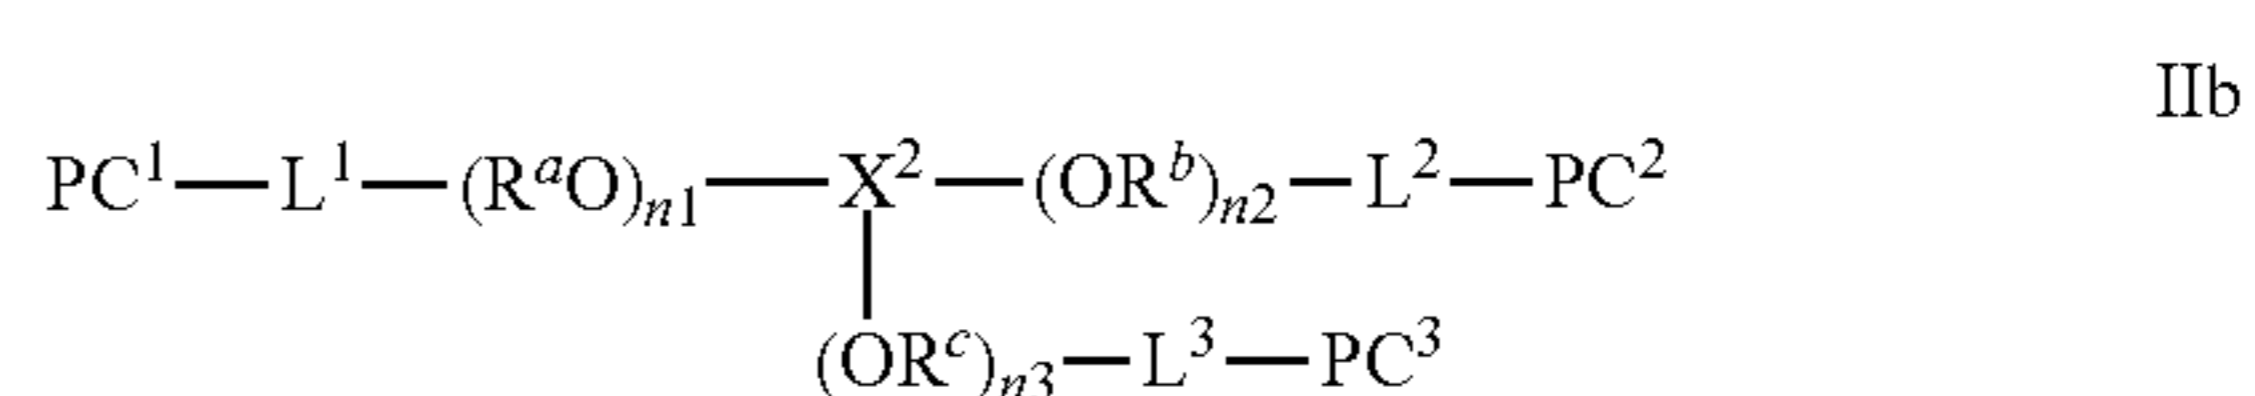 IIb
PC¹—L¹—(RᵃO)ₙ₁—X²—(ORᵇ)ₙ₂—L²—PC²
(ORᶜ)ₙ₃—L³—PC³